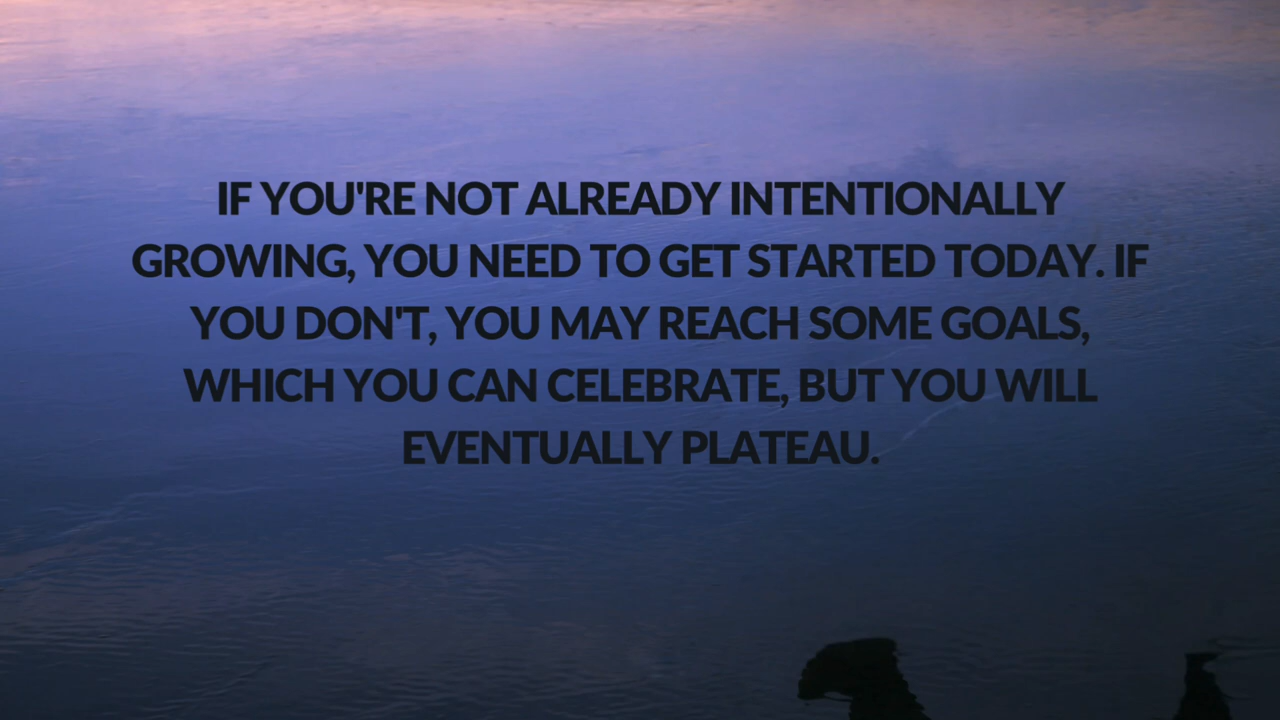 IF YOU'RE NOT ALREADY INTENTIONALLY
GROWING, YOU NEED TO GET STARTED TODAY. IF
YOU DON'T, YOU MAY REACH SOME GOALS,
WHICH YOU CAN CELEBRATE, BUT YOU WILL
EVENTUALLY PLATEAU.